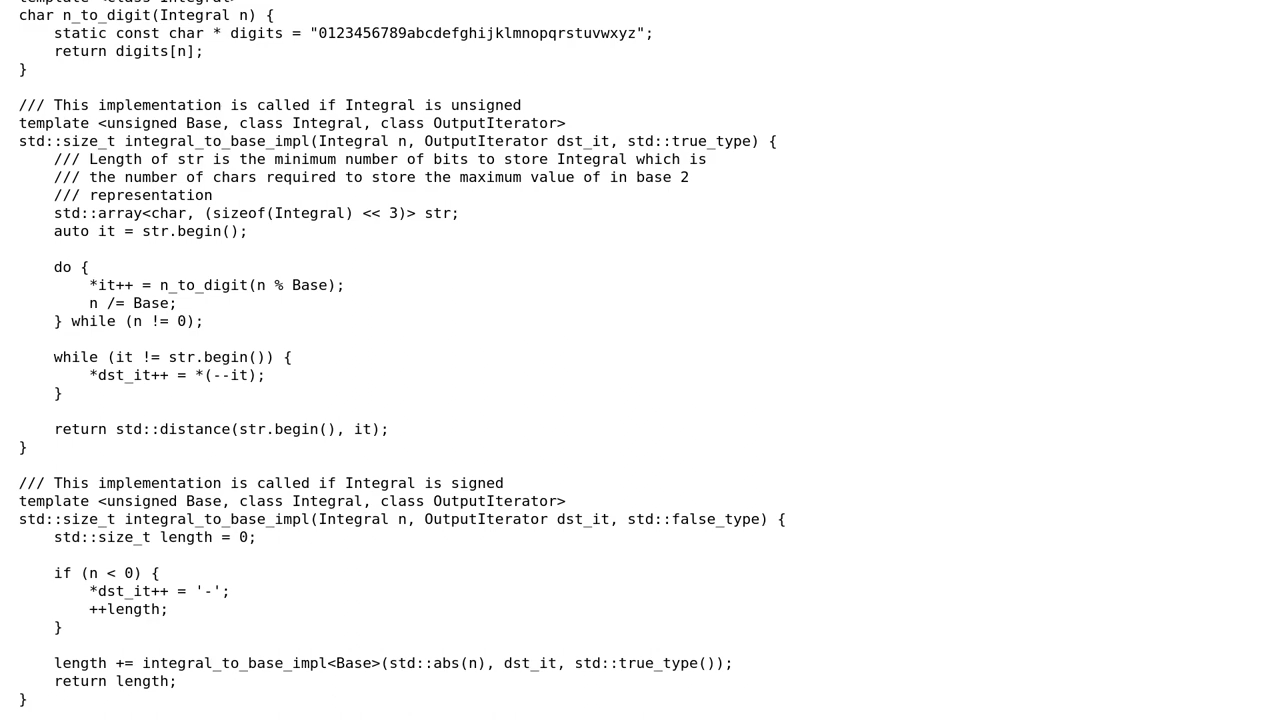 template <class Integral>
char n_to_digit(Integral n) {
    static const char * digits = "0123456789abcdefghijklmnopqrstuvwxyz";
    return digits[n];
}

/// This implementation is called if Integral is unsigned
template <unsigned Base, class Integral, class OutputIterator>
std::size_t integral_to_base_impl(Integral n, OutputIterator dst_it, std::true_type) {
    /// Length of str is the minimum number of bits to store Integral which is
    /// the number of chars required to store the maximum value of in base 2
    /// representation
    std::array<char, (sizeof(Integral) << 3)> str;
    auto it = str.begin();

    do {
        *it++ = n_to_digit(n % Base);
        n /= Base;
    } while (n != 0);

    while (it != str.begin()) {
        *dst_it++ = *(--it);
    }

    return std::distance(str.begin(), it);
}

/// This implementation is called if Integral is signed
template <unsigned Base, class Integral, class OutputIterator>
std::size_t integral_to_base_impl(Integral n, OutputIterator dst_it, std::false_type) {
    std::size_t length = 0;

    if (n < 0) {
        *dst_it++ = '-';
        ++length;
    }

    length += integral_to_base_impl<Base>(std::abs(n), dst_it, std::true_type());
    return length;
}